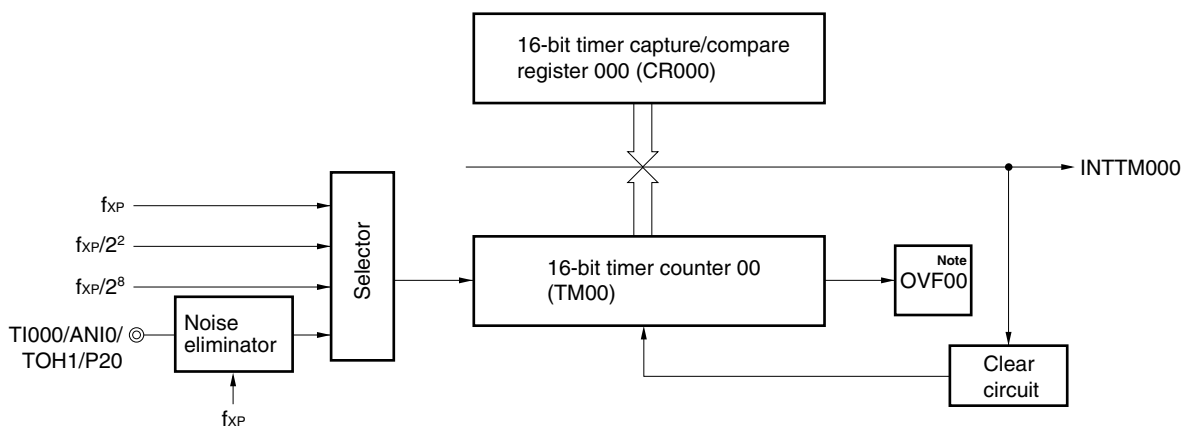 16-bit timer capture/compare
register 000 (CR000)
INTTM000
fXP
fXP/2²
fXP/2⁸
Selector
16-bit timer counter 00
(TM00)
Note
OVF00
TI000/ANI0/
TOH1/P20
Noise
eliminator
fXP
Clear
circuit